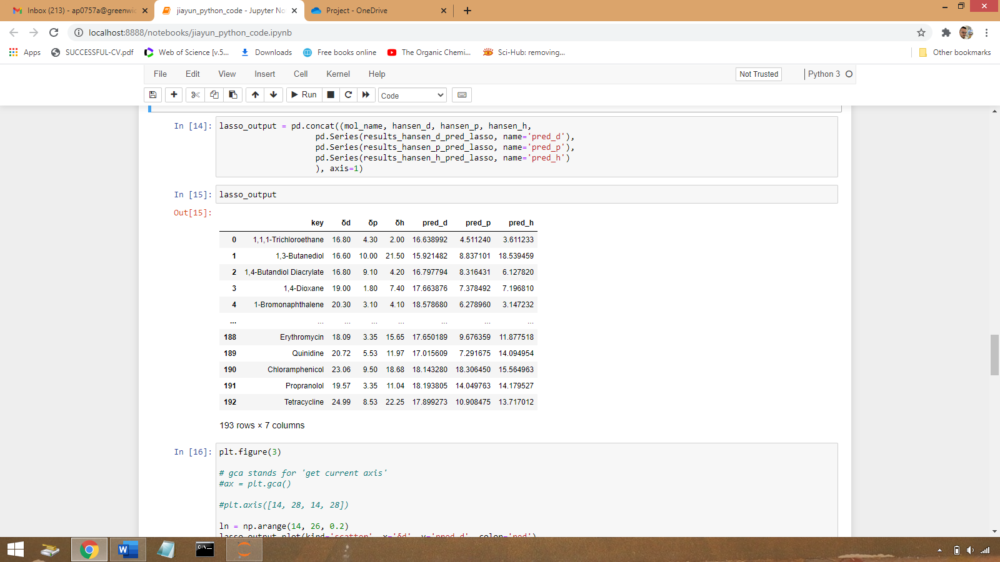 Inbox (213) - ap0757a@greenwic
jiayun_python_code - Jupyter No
Project - OneDrive
localhost:8888/notebooks/jiayun_python_code.ipynb
Apps
SUCCESSFUL-CV.pdf
Web of Science [v.5...
Downloads
Free books online
The Organic Chemi...
Sci-Hub: removing...
Other bookmarks
File Edit View Insert Cell Kernel Help
Not Trusted
Python 3
Run
Code
In [14]: lasso_output = pd.concat((mol_name, hansen_d, hansen_p, hansen_h,
pd.Series(results_hansen_d_pred_lasso, name='pred_d'),
pd.Series(results_hansen_p_pred_lasso, name='pred_p'),
pd.Series(results_hansen_h_pred_lasso, name='pred_h')
), axis=1)
In [15]: lasso_output
Out[15]:
key δd δp δh pred_d pred_p pred_h
0 1,1,1-Trichloroethane 16.80 4.30 2.00 16.638992 4.511240 3.611233
1 1,3-Butanediol 16.60 10.00 21.50 15.921482 8.837101 18.539459
2 1,4-Butandiol Diacrylate 16.80 9.10 4.20 16.797794 8.316431 6.127820
3 1,4-Dioxane 19.00 1.80 7.40 17.663876 7.378492 7.196810
4 1-Bromonaphthalene 20.30 3.10 4.10 18.578680 6.278960 3.147232
... ... ... ... ... ... ... ...
188 Erythromycin 18.09 3.35 15.65 17.650189 9.676359 11.877518
189 Quinidine 20.72 5.53 11.97 17.015609 7.291675 14.094954
190 Chloramphenicol 23.06 9.50 18.68 18.143280 18.306450 15.564963
191 Propranolol 19.57 3.35 11.04 18.193805 14.049763 14.179527
192 Tetracycline 24.99 8.53 22.25 17.899273 10.908475 13.717012
193 rows × 7 columns
In [16]: plt.figure(3)
# gca stands for 'get current axis'
#ax = plt.gca()
#plt.axis([14, 28, 14, 28])
ln = np.arange(14, 26, 0.2)
lasso_output.plot(kind='scatter', x='δd', y='pred_d', color='red')